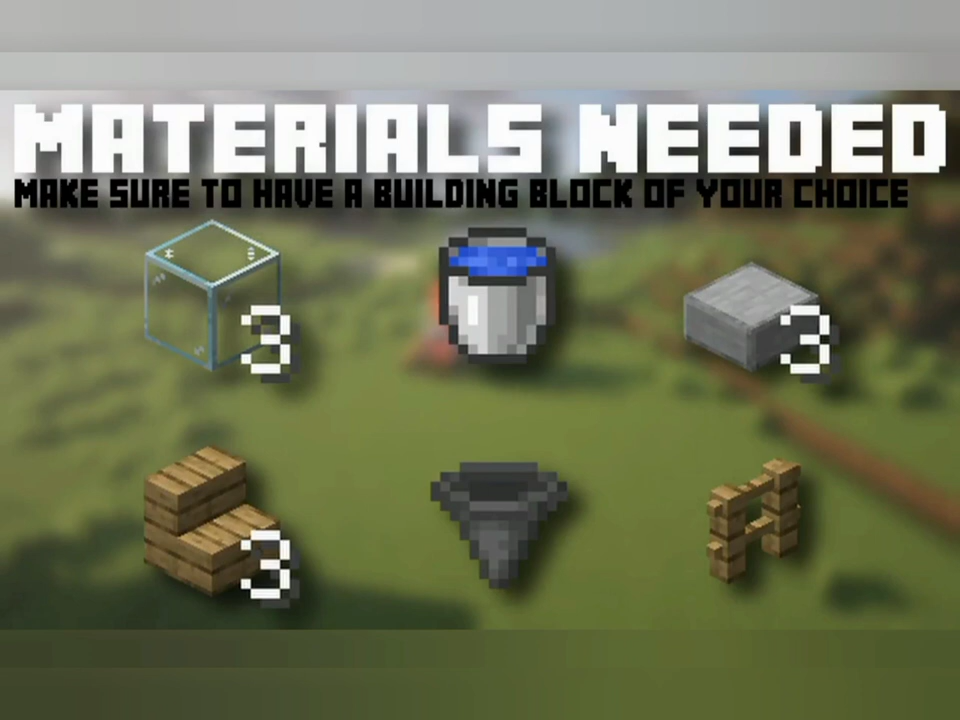 MATERIALS NEEDED
MAKE SURE TO HAVE A BUILDING BLOCK OF YOUR CHOICE
3 3
3